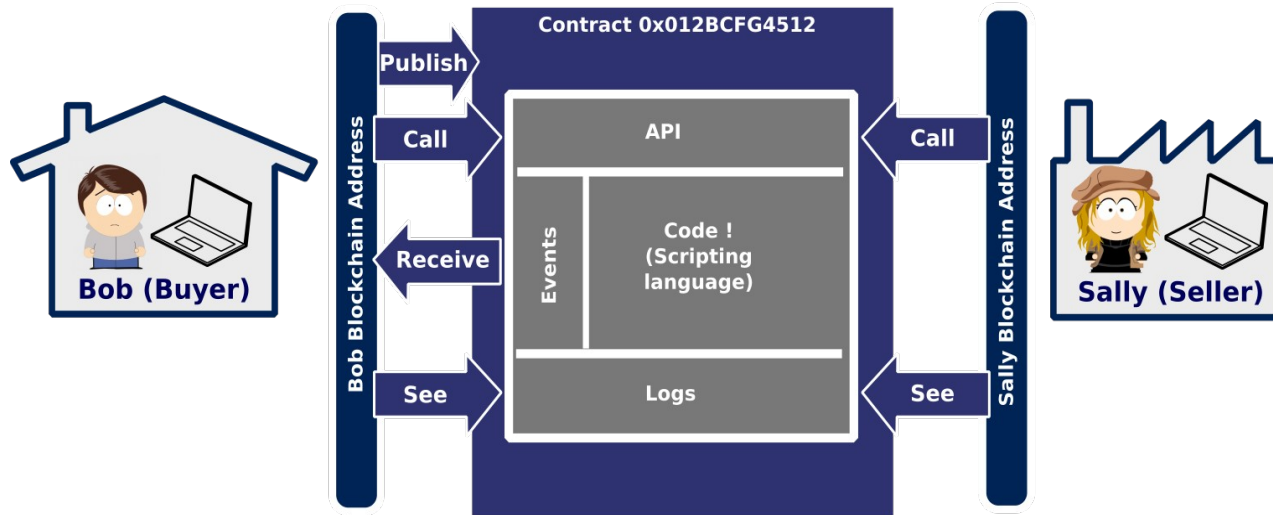 Contract 0x012BCFG4512
Publish
Call
API
Call
Bob Blockchain Address
Sally Blockchain Address
Receive
Events
Code !
(Scripting
language)
Bob (Buyer)
Sally (Seller)
See
Logs
See